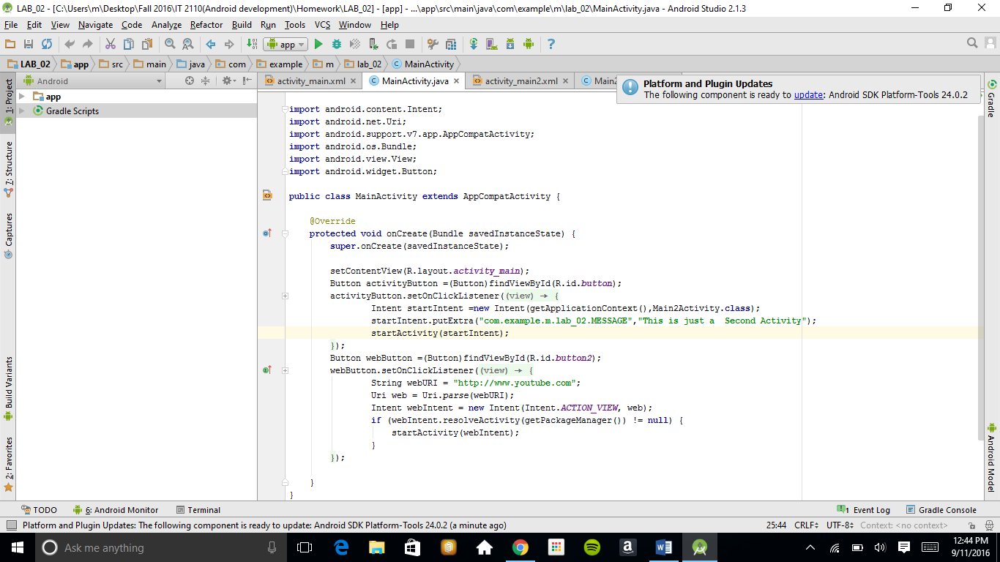 LAB_02 - [C:\Users\m\Desktop\Fall 2016\IT 2110(Android development)\Homework\LAB_02] - [app] - ...\app\src\main\java\com\example\m\lab_02\MainActivity.java - Android Studio 2.1.3
File Edit View Navigate Code Analyze Refactor Build Run Tools VCS Window Help
app
LAB_02 app src main java com example m lab_02 MainActivity
Android
activity_main.xml MainActivity.java activity_main2.xml Main2
Platform and Plugin Updates
The following component is ready to update: Android SDK Platform-Tools 24.0.2
1: Project
7: Structure
Captures
Build Variants
2: Favorites
app
Gradle Scripts
import android.content.Intent;
import android.net.Uri;
import android.support.v7.app.AppCompatActivity;
import android.os.Bundle;
import android.view.View;
import android.widget.Button;
public class MainActivity extends AppCompatActivity {
@Override
protected void onCreate(Bundle savedInstanceState) {
super.onCreate(savedInstanceState);
setContentView(R.layout.activity_main);
Button activityButton =(Button)findViewById(R.id.button);
activityButton.setOnClickListener((view) → {
Intent startIntent =new Intent(getApplicationContext(),Main2Activity.class);
startIntent.putExtra("com.example.m.lab_02.MESSAGE","This is just a  Second Activity");
startActivity(startIntent);
});
Button webButton =(Button)findViewById(R.id.button2);
webButton.setOnClickListener((view) → {
String webURI = "http://www.youtube.com";
Uri web = Uri.parse(webURI);
Intent webIntent = new Intent(Intent.ACTION_VIEW, web);
if (webIntent.resolveActivity(getPackageManager()) != null) {
startActivity(webIntent);
}
});
}
}
Gradle
Android Model
TODO 6: Android Monitor Terminal 1 Event Log Gradle Console
Platform and Plugin Updates: The following component is ready to update: Android SDK Platform-Tools 24.0.2 (a minute ago) 25:44 CRLF UTF-8 Context: <no context>
Ask me anything
12:44 PM
9/11/2016